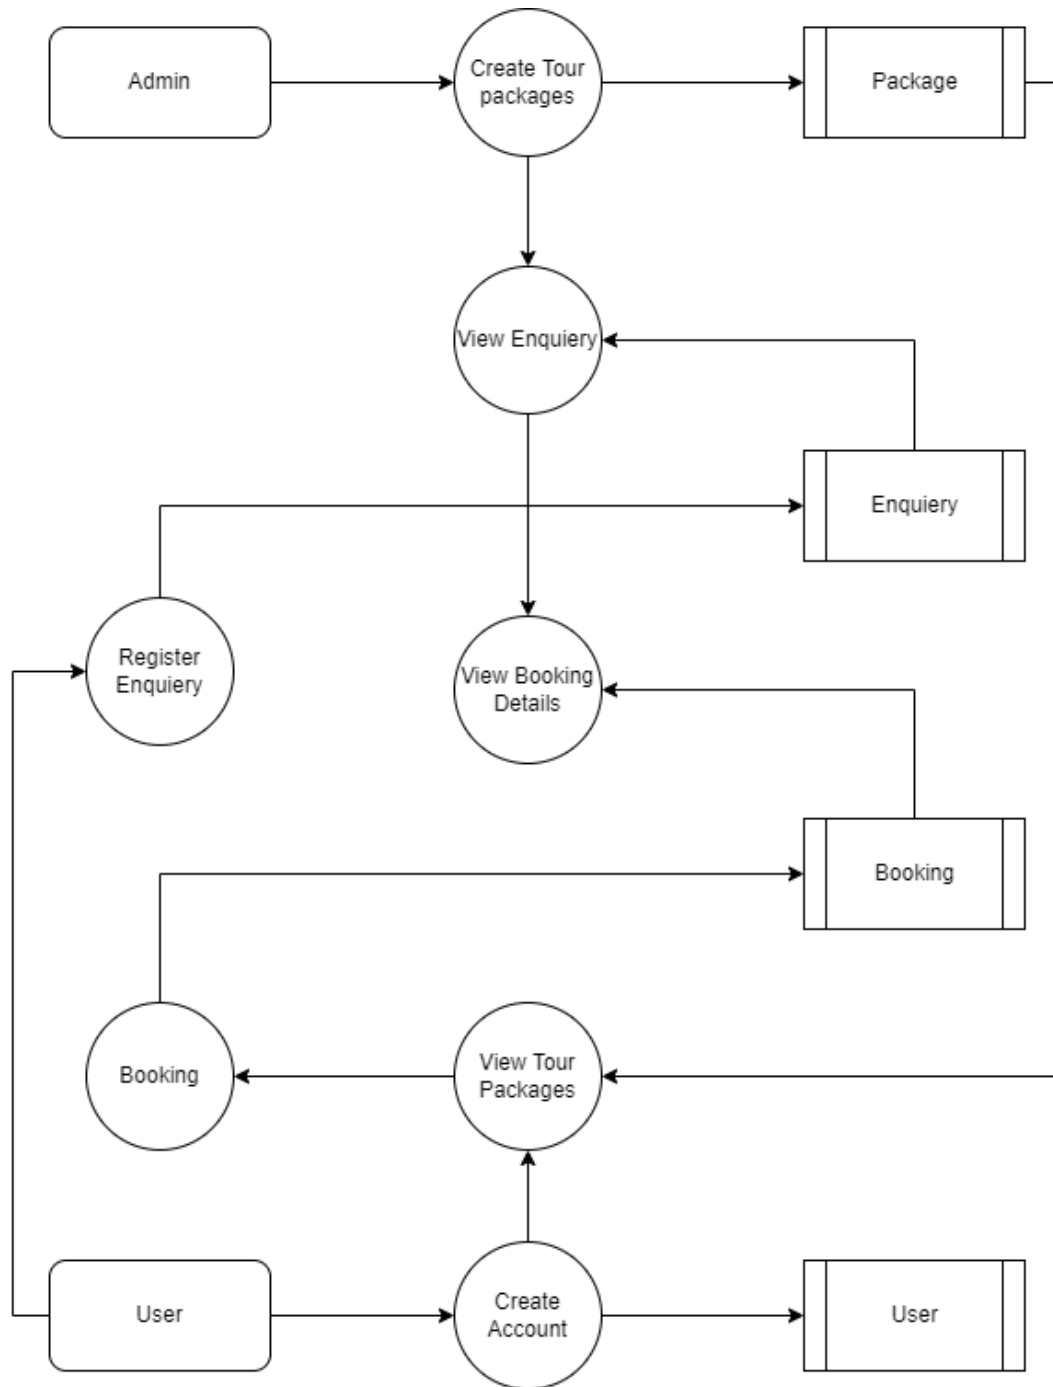 Admin
Create Tour
packages
Package
View Enquiery
Enquiery
Register
Enquiery
View Booking
Details
Booking
Booking
View Tour
Packages
User
Create
Account
User